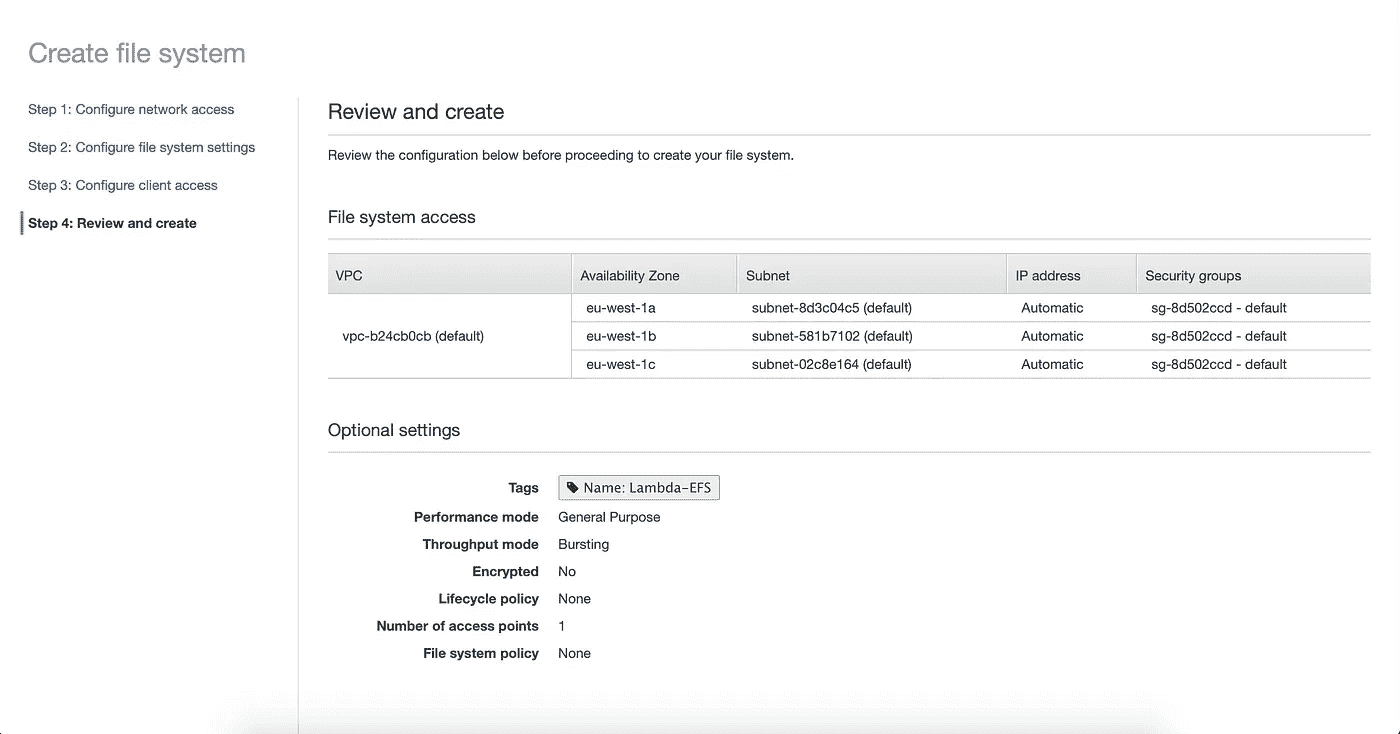 Create file system
Step 1: Configure network access
Step 2: Configure file system settings
Step 3: Configure client access
Step 4: Review and create
Review and create
Review the configuration below before proceeding to create your file system.
File system access
VPC Availability Zone Subnet IP address Security groups
eu-west-1a subnet-8d3c04c5 (default) Automatic sg-8d502ccd - default
vpc-b24cb0cb (default) eu-west-1b subnet-581b7102 (default) Automatic sg-8d502ccd - default
eu-west-1c subnet-02c8e164 (default) Automatic sg-8d502ccd - default
Optional settings
Tags Name: Lambda-EFS
Performance mode General Purpose
Throughput mode Bursting
Encrypted No
Lifecycle policy None
Number of access points 1
File system policy None